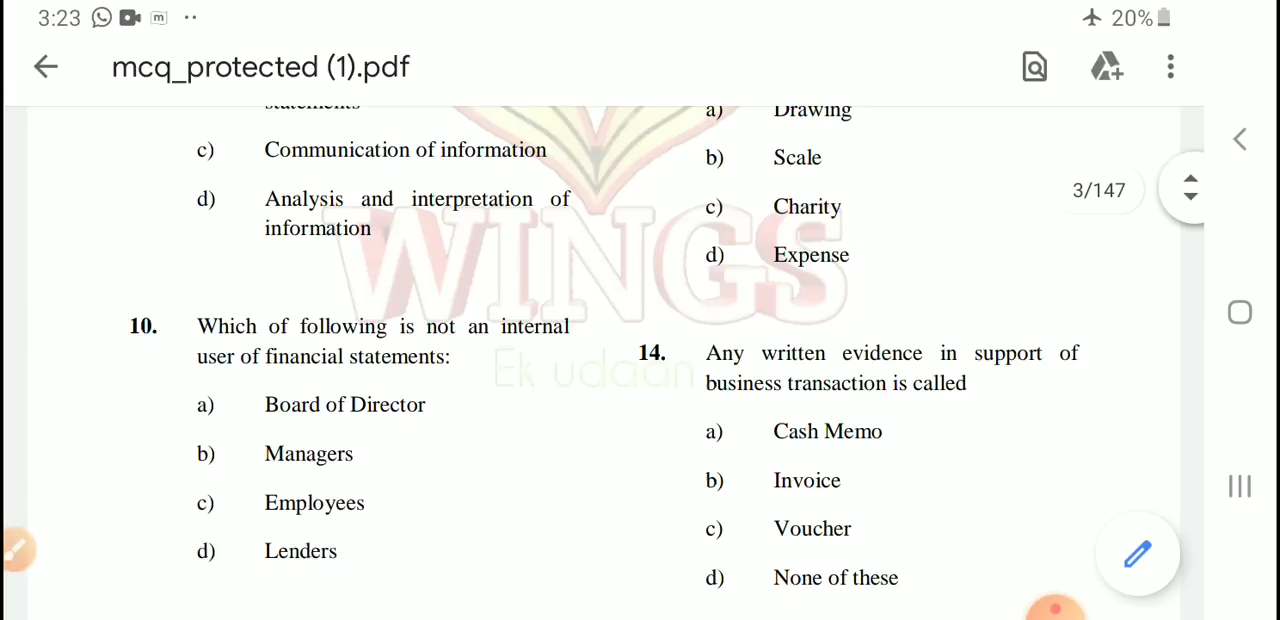 3:23
20%
mcq_protected (1).pdf
statements
c) Communication of information
d) Analysis and interpretation of
information
10. Which of following is not an internal
user of financial statements:
a) Board of Director
b) Managers
c) Employees
d) Lenders
a) Drawing
b) Scale
c) Charity
d) Expense
14. Any written evidence in support of
business transaction is called
a) Cash Memo
b) Invoice
c) Voucher
d) None of these
3/147
WINGS
Ek udaan